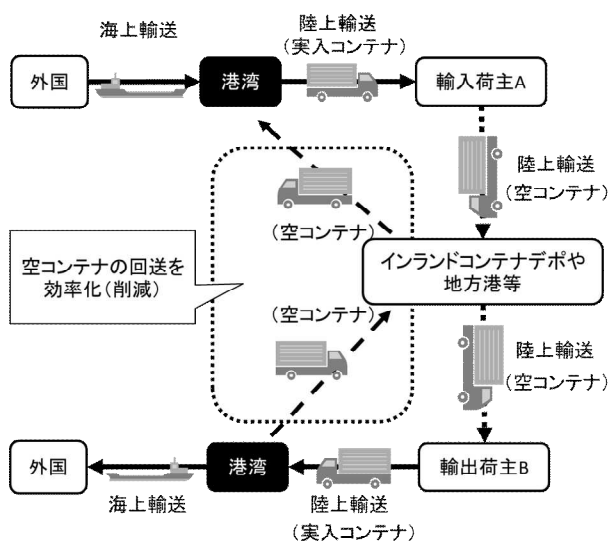 海上輸送
陸上輸送
(実入コンテナ)
外国
港湾
輸入荷主A
陸上輸送
(空コンテナ)
(空コンテナ)
空コンテナの回送を
効率化(削減)
インランドコンテナデポや
地方港等
(空コンテナ)
陸上輸送
(空コンテナ)
外国
港湾
輸出荷主B
海上輸送
陸上輸送
(実入コンテナ)